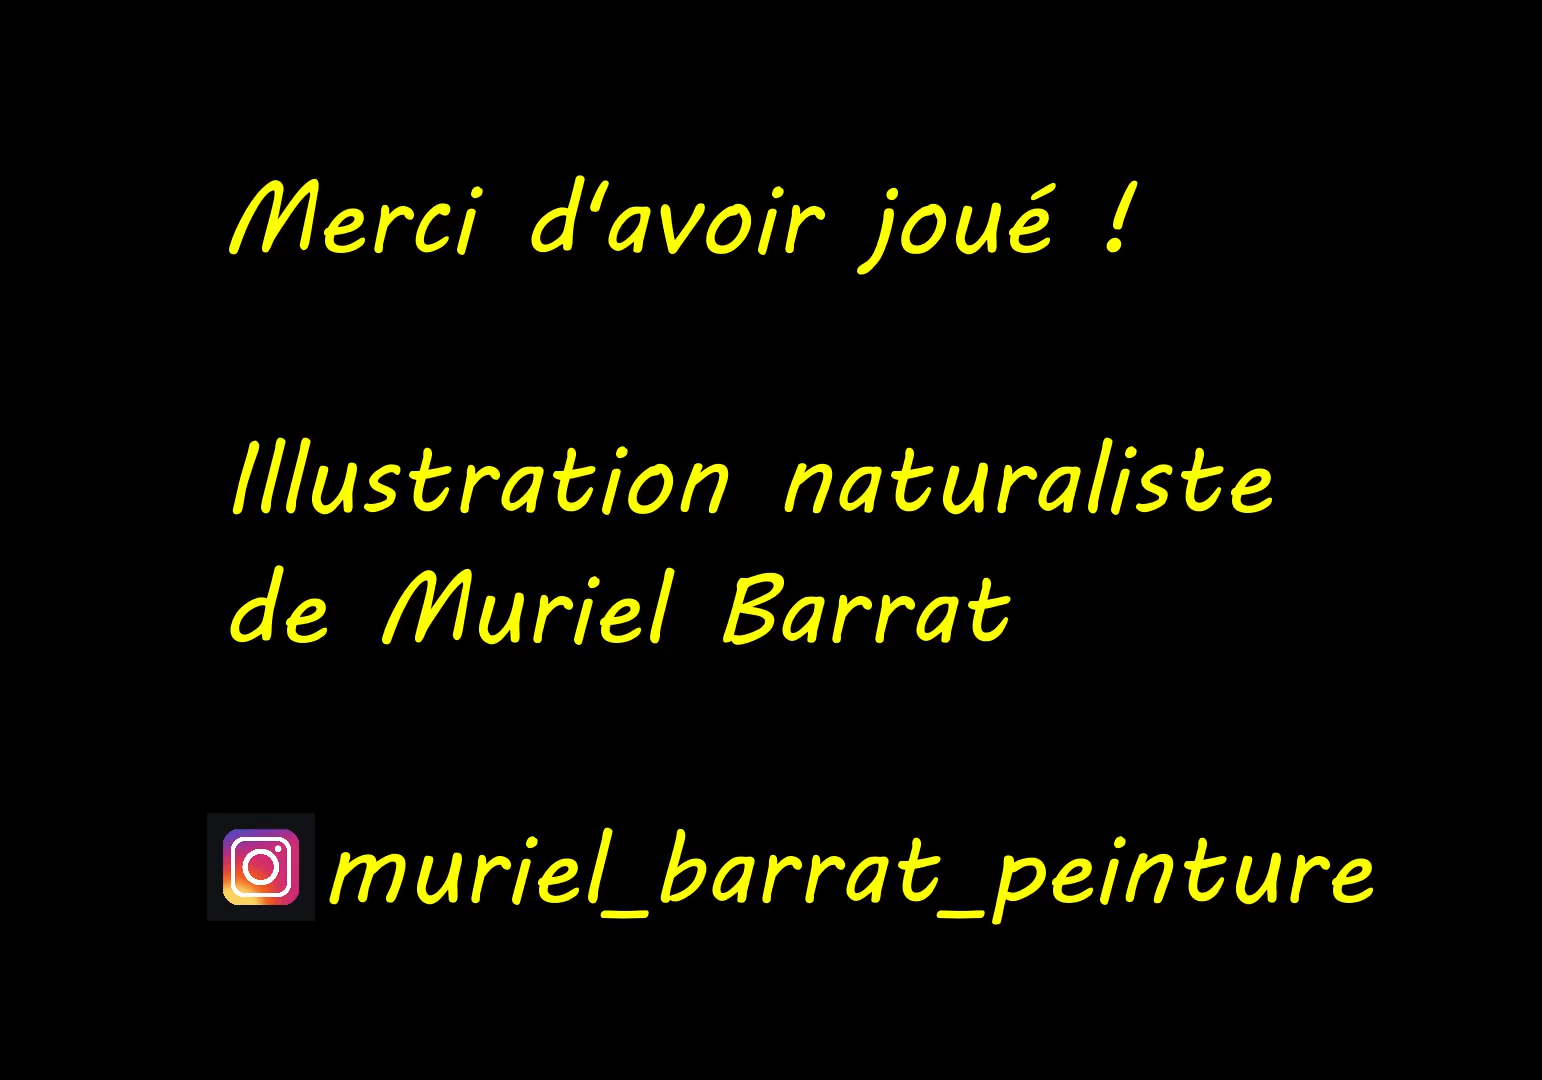 Merci d'avoir joué !
Illustration naturaliste
de Muriel Barrat
muriel_barrat_peinture